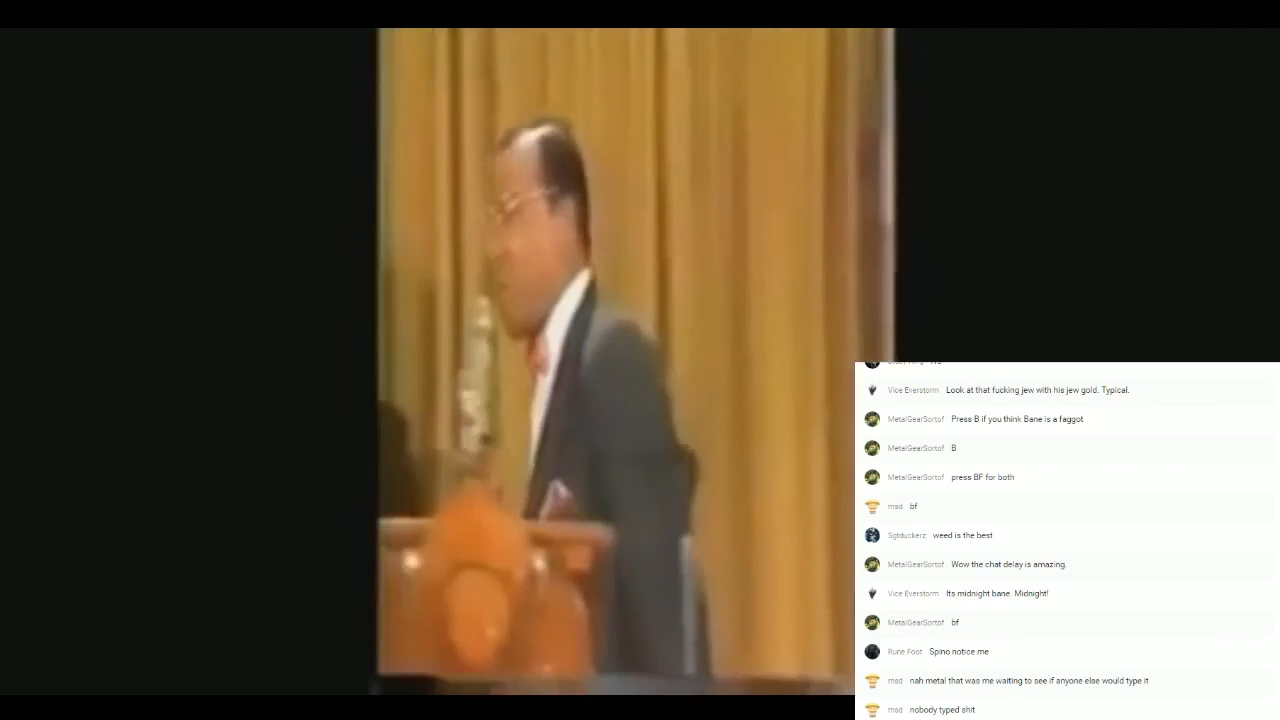 Vice Everstorm Look at that fucking jew with his jew gold. Typical.
MetalGearSortof Press B if you think Bane is a faggot
MetalGearSortof B
MetalGearSortof press BF for both
msd bf
Sgtduckerz weed is the best
MetalGearSortof Wow the chat delay is amazing.
Vice Everstorm Its midnight bane. Midnight!
MetalGearSortof bf
Rune Foot Spino notice me
msd nah metal that was me waiting to see if anyone else would type it
msd nobody typed shit